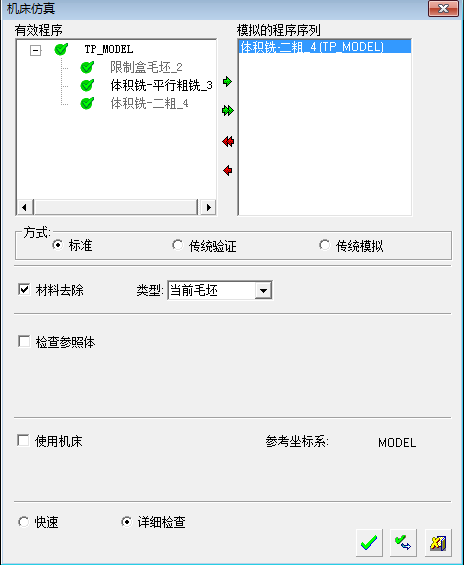 机床仿真
有效程序
模拟的程序序列
TP_MODEL
限制盒毛坯_2
体积铣-平行粗铣_3
体积铣-二粗_4
体积铣-二粗_4 (TP_MODEL)
方式:
标准
传统验证
传统模拟
材料去除
类型:
当前毛坯
检查参照体
使用机床
参考坐标系:
MODEL
快速
详细检查